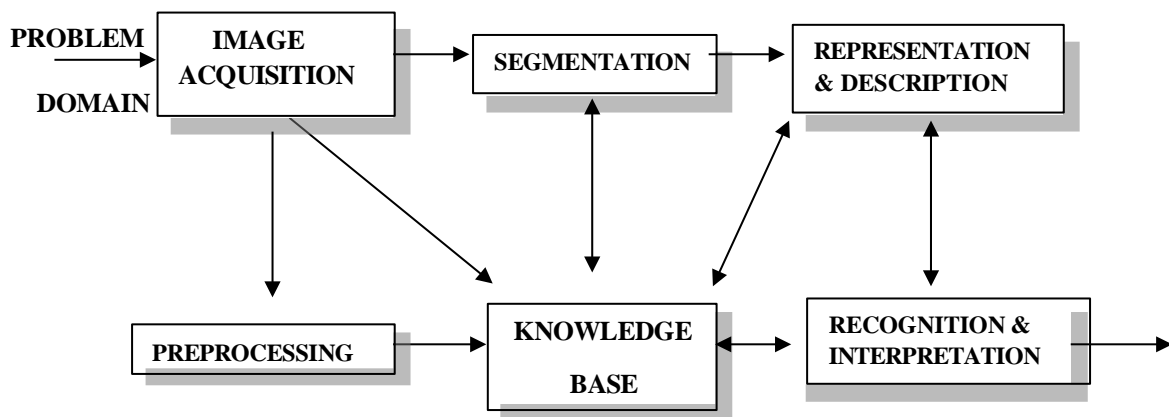 PROBLEM
DOMAIN
IMAGE
ACQUISITION
SEGMENTATION
REPRESENTATION
& DESCRIPTION
PREPROCESSING
KNOWLEDGE
BASE
RECOGNITION &
INTERPRETATION